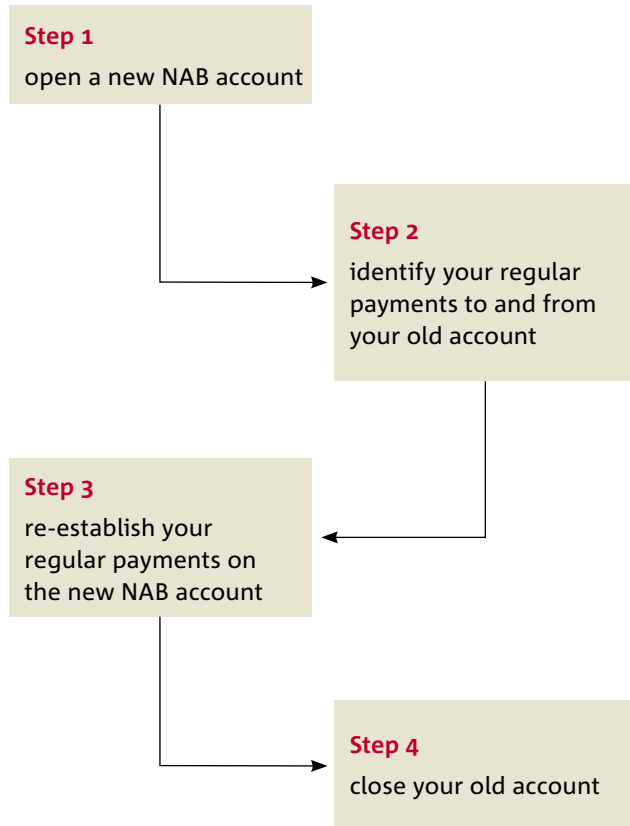 Step 1
open a new NAB account
Step 2
identify your regular
payments to and from
your old account
Step 3
re-establish your
regular payments on
the new NAB account
Step 4
close your old account